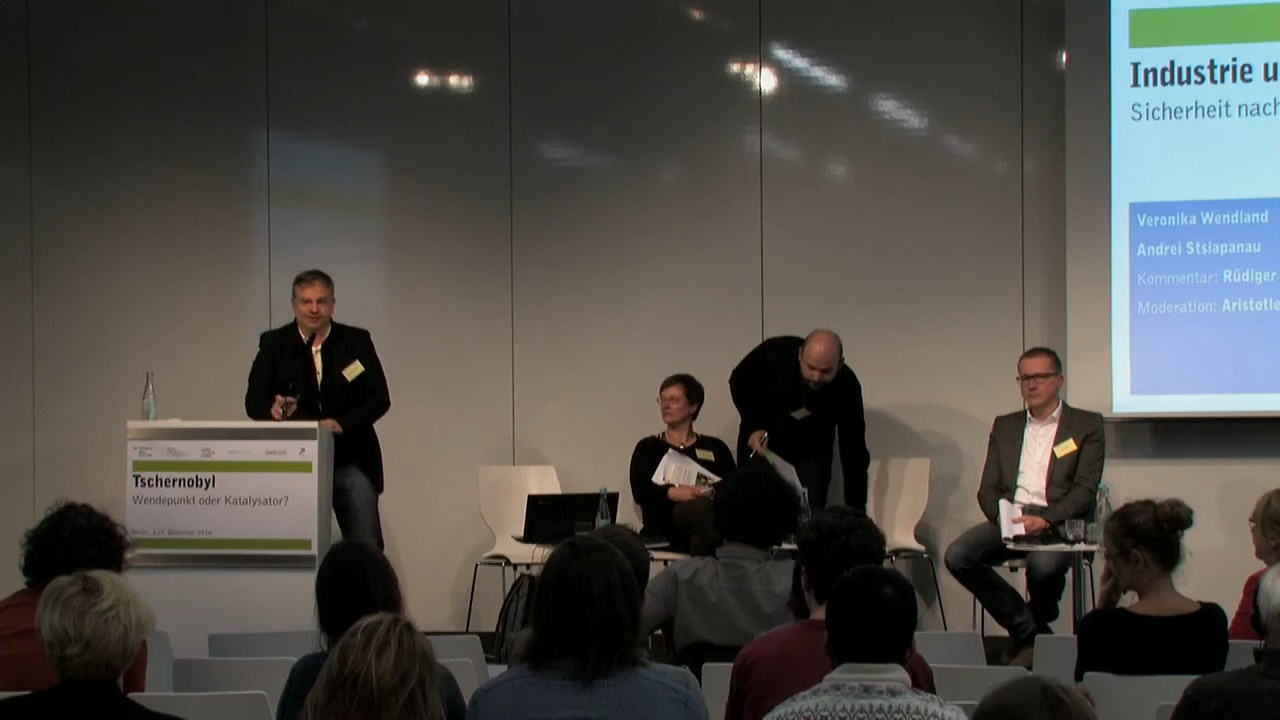 Industrie u
Sicherheit nach
Veronika Wendland
Andrei Stsiapanau
Kommentar: Rüdiger
Moderation: Aristotle
Tschernobyl
Wendepunkt oder Katalysator?